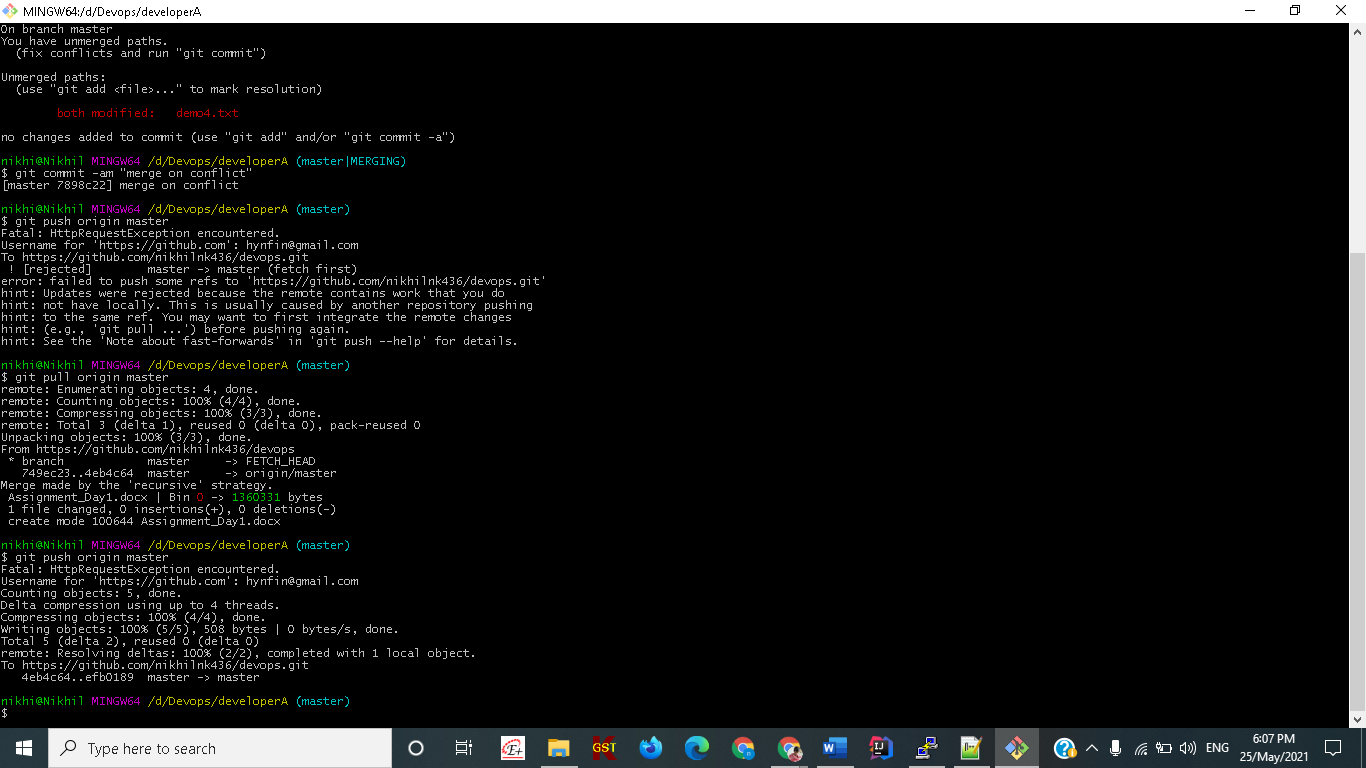 MINGW64:/d/Devops/developerA
On branch master
You have unmerged paths.
  (fix conflicts and run "git commit")
Unmerged paths:
  (use "git add <file>..." to mark resolution)
        both modified:   demo4.txt
no changes added to commit (use "git add" and/or "git commit -a")
nikhi@Nikhil MINGW64 /d/Devops/developerA (master|MERGING)
$ git commit -am "merge on conflict"
[master 7898c22] merge on conflict
nikhi@Nikhil MINGW64 /d/Devops/developerA (master)
$ git push origin master
Fatal: HttpRequestException encountered.
Username for 'https://github.com': hynfin@gmail.com
To https://github.com/nikhilnk436/devops.git
 ! [rejected]        master -> master (fetch first)
error: failed to push some refs to 'https://github.com/nikhilnk436/devops.git'
hint: Updates were rejected because the remote contains work that you do
hint: not have locally. This is usually caused by another repository pushing
hint: to the same ref. You may want to first integrate the remote changes
hint: (e.g., 'git pull ...') before pushing again.
hint: See the 'Note about fast-forwards' in 'git push --help' for details.
nikhi@Nikhil MINGW64 /d/Devops/developerA (master)
$ git pull origin master
remote: Enumerating objects: 4, done.
remote: Counting objects: 100% (4/4), done.
remote: Compressing objects: 100% (3/3), done.
remote: Total 3 (delta 1), reused 0 (delta 0), pack-reused 0
Unpacking objects: 100% (3/3), done.
From https://github.com/nikhilnk436/devops
 * branch            master     -> FETCH_HEAD
   749ec23..4eb4c64  master     -> origin/master
Merge made by the 'recursive' strategy.
 Assignment_Day1.docx | Bin 0 -> 1360331 bytes
 1 file changed, 0 insertions(+), 0 deletions(-)
 create mode 100644 Assignment_Day1.docx
nikhi@Nikhil MINGW64 /d/Devops/developerA (master)
$ git push origin master
Fatal: HttpRequestException encountered.
Username for 'https://github.com': hynfin@gmail.com
Counting objects: 5, done.
Delta compression using up to 4 threads.
Compressing objects: 100% (4/4), done.
Writing objects: 100% (5/5), 508 bytes | 0 bytes/s, done.
Total 5 (delta 2), reused 0 (delta 0)
remote: Resolving deltas: 100% (2/2), completed with 1 local object.
To https://github.com/nikhilnk436/devops.git
   4eb4c64..efb0189  master -> master
nikhi@Nikhil MINGW64 /d/Devops/developerA (master)
$
Type here to search
E+
GST
W
IJ
ENG
6:07 PM
25/May/2021